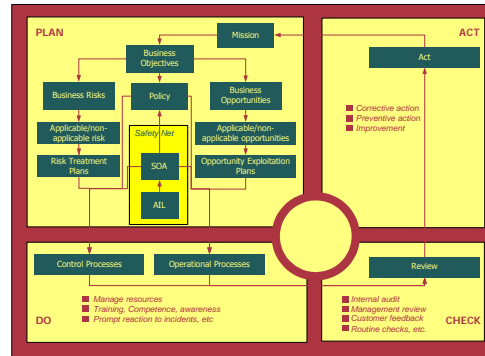 PLAN
Mission
Business
Objectives
Business Risks
Policy
Business
Opportunities
Applicable/non-
applicable risk
Safety Net
Applicable/non-
applicable opportunities
Risk Treatment
Plans
SOA
Opportunity Exploitation
Plans
AIL
ACT
Act
Corrective action
Preventive action
Improvement
Control Processes
Operational Processes
Manage resources
Training, Competence, awareness
Prompt reaction to incidents, etc
DO
Review
Internal audit
Management review
Customer feedback
Routine checks, etc.
CHECK